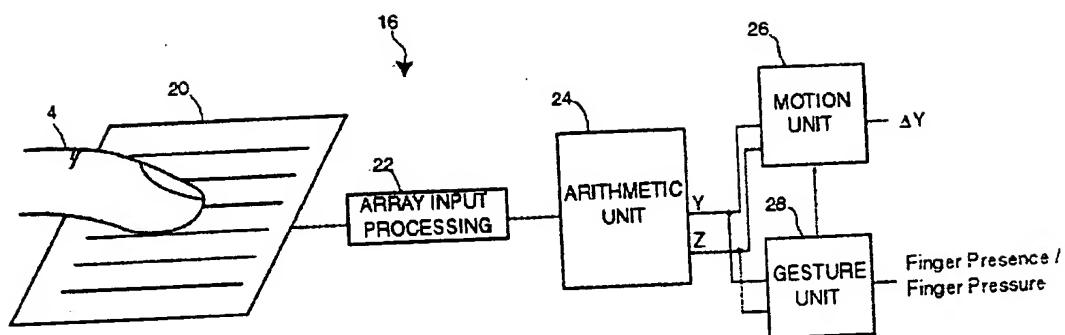 16
26
4
20
24
MOTION
UNIT
ΔY
22
ARRAY INPUT
PROCESSING
ARITHMETIC
UNIT
Y
Z
28
GESTURE
UNIT
Finger Presence /
Finger Pressure